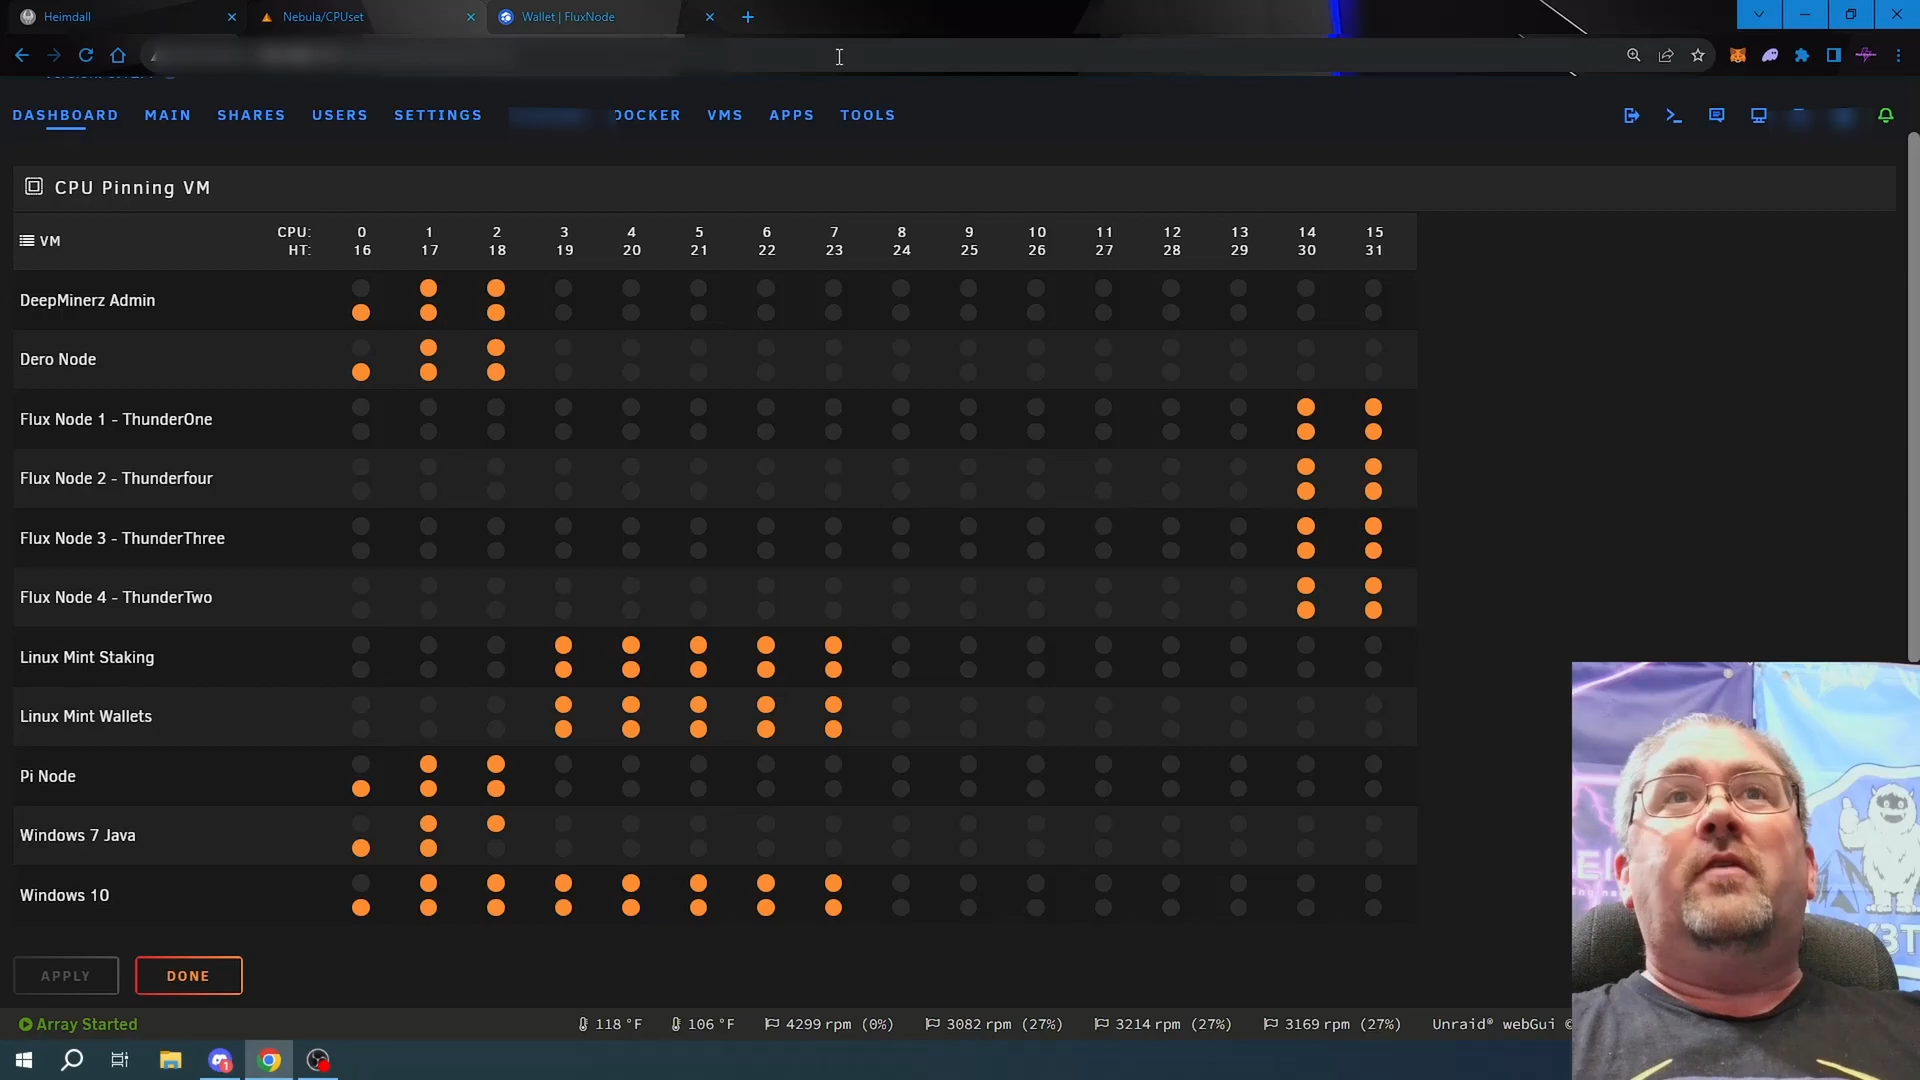 Heimdall
Nebula/CPUset
Wallet | FluxNode
DASHBOARD MAIN SHARES USERS SETTINGS DOCKER VMS APPS TOOLS
CPU Pinning VM
VM
CPU: 0 1 2 3 4 5 6 7 8 9 10 11 12 13 14 15
HT: 16 17 18 19 20 21 22 23 24 25 26 27 28 29 30 31
DeepMinerz Admin
Dero Node
Flux Node 1 - ThunderOne
Flux Node 2 - Thunderfour
Flux Node 3 - ThunderThree
Flux Node 4 - ThunderTwo
Linux Mint Staking
Linux Mint Wallets
Pi Node
Windows 7 Java
Windows 10
APPLY DONE
Array Started 118 °F 106 °F 4299 rpm (0%) 3082 rpm (27%) 3214 rpm (27%) 3169 rpm (27%) Unraid® webGui ©
1